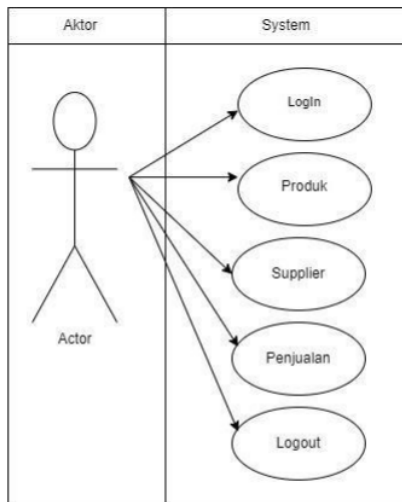 Aktor
System
LogIn
Produk
Supplier
Actor
Penjualan
Logout